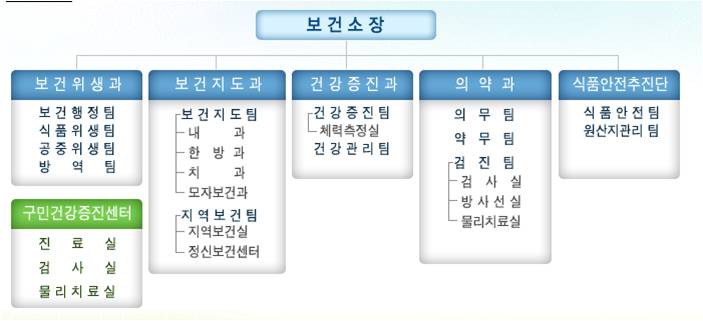 보건소장
보건위생과
보건행정팀
식품위생팀
공중위생팀
방역팀
구민건강증진센터
진료실
검사실
물리치료실
보건지도과
보건지도팀
내과
한방과
치과
모자보건과
지역보건팀
지역보건실
정신보건센터
건강증진과
건강증진팀
체력측정실
건강관리팀
의약과
의무팀
약무팀
검진팀
검사실
방사선실
물리치료실
식품안전추진단
식품안전팀
원산지관리팀